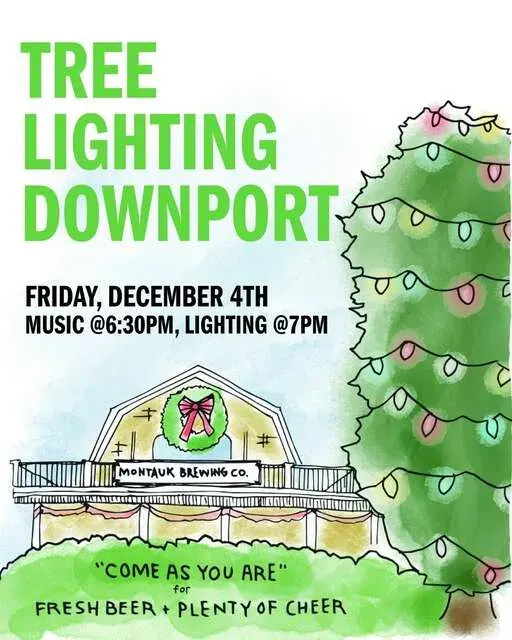 TREE
LIGHTING
DOWNPORT
FRIDAY, DECEMBER 4TH
MUSIC @6:30PM, LIGHTING @7PM
MONTAUK BREWING CO.
"COME AS YOU ARE"
for
FRESH BEER + PLENTY OF CHEER